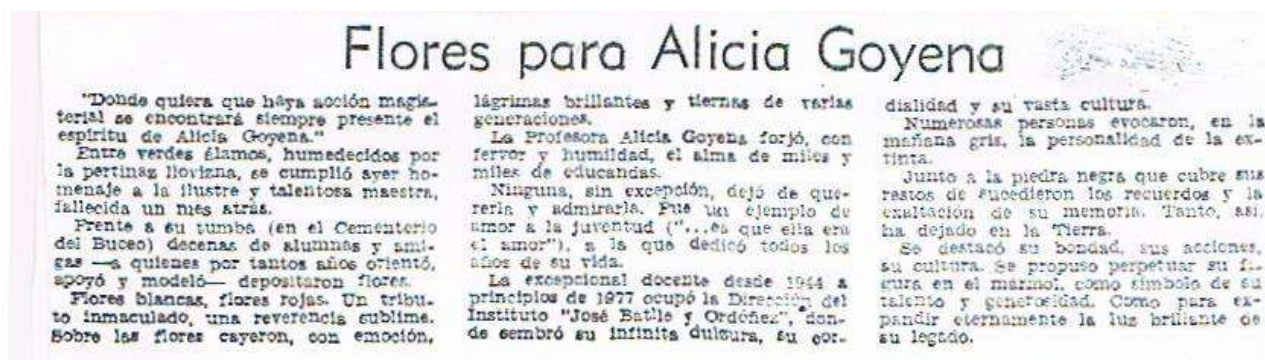 Flores para Alicia Goyena
"Donde quiera que haya acción magis-
terial se encontrará siempre presente el
espíritu de Alicia Goyena."
Entre verdes álamos, humedecidos por
la pertinaz llovizna, se cumplió ayer ho-
menaje a la ilustre y talentosa maestra,
fallecida un mes atrás.
Frente a su tumba (en el Cementerio
del Buceo) decenas de alumnas y ami-
gas —a quienes por tantos años orientó,
apoyó y modeló— depositaron flores.
Flores blancas, flores rojas. Un tribu-
to inmaculado, una reverencia sublime.
Sobre las flores cayeron, con emoción,
lágrimas brillantes y tiernas de varias
generaciones.
La Profesora Alicia Goyena forjó, con
fervor y humildad, el alma de miles y
miles de educandas.
Ninguna, sin excepción, dejó de que-
rerla y admirarla. Fue un ejemplo de
amor a la juventud ("...es que ella era
el amor"), a la que dedicó todos los
años de su vida.
La excepcional docente desde 1944 a
principios de 1977 ocupó la Dirección del
Instituto "José Batlle y Ordóñez", don-
de sembró su infinita dulzura, su cor-
dialidad y su vasta cultura.
Numerosas personas evocaron, en la
mañana gris, la personalidad de la ex-
tinta.
Junto a la piedra negra que cubre sus
restos de sucedieron los recuerdos y la
exaltación de su memoria. Tanto, así,
ha dejado en la Tierra.
Se destacó su bondad, sus acciones,
su cultura. Se propuso perpetuar su fi-
gura en el mármol, como símbolo de su
talento y generosidad. Como para ex-
pandir eternamente la luz brillante de
su legado.